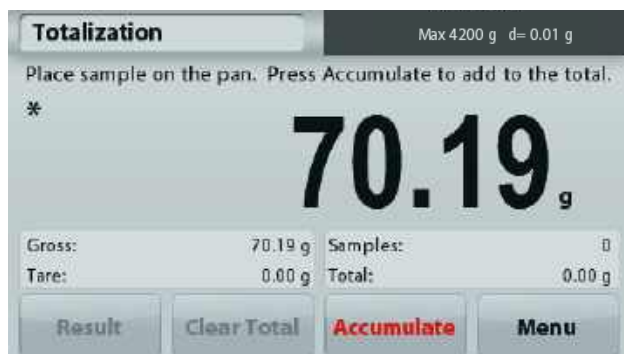 Totalization
Max 4200 g d= 0.01 g
Place sample on the pan. Press Accumulate to add to the total.
*
70.19 g
Gross: 70.19 g Samples: 0
Tare: 0.00 g Total: 0.00 g
Result Clear Total Accumulate Menu